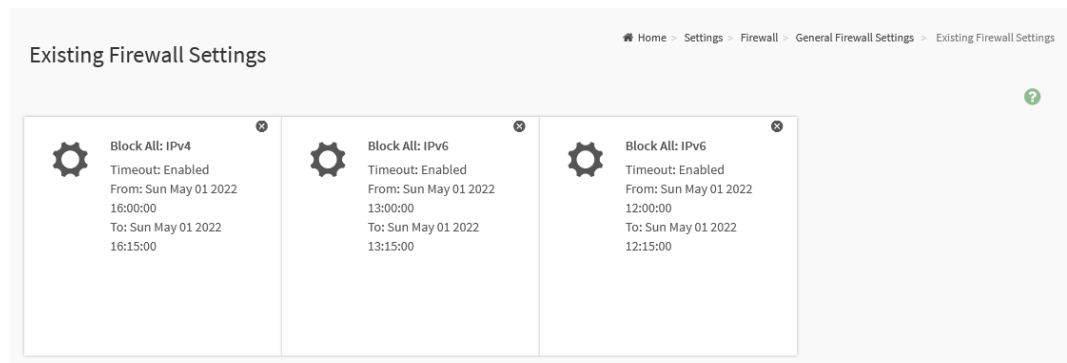 Home > Settings > Firewall > General Firewall Settings > Existing Firewall Settings
Existing Firewall Settings
Block All: IPv4
Timeout: Enabled
From: Sun May 01 2022
16:00:00
To: Sun May 01 2022
16:15:00
Block All: IPv6
Timeout: Enabled
From: Sun May 01 2022
13:00:00
To: Sun May 01 2022
13:15:00
Block All: IPv6
Timeout: Enabled
From: Sun May 01 2022
12:00:00
To: Sun May 01 2022
12:15:00